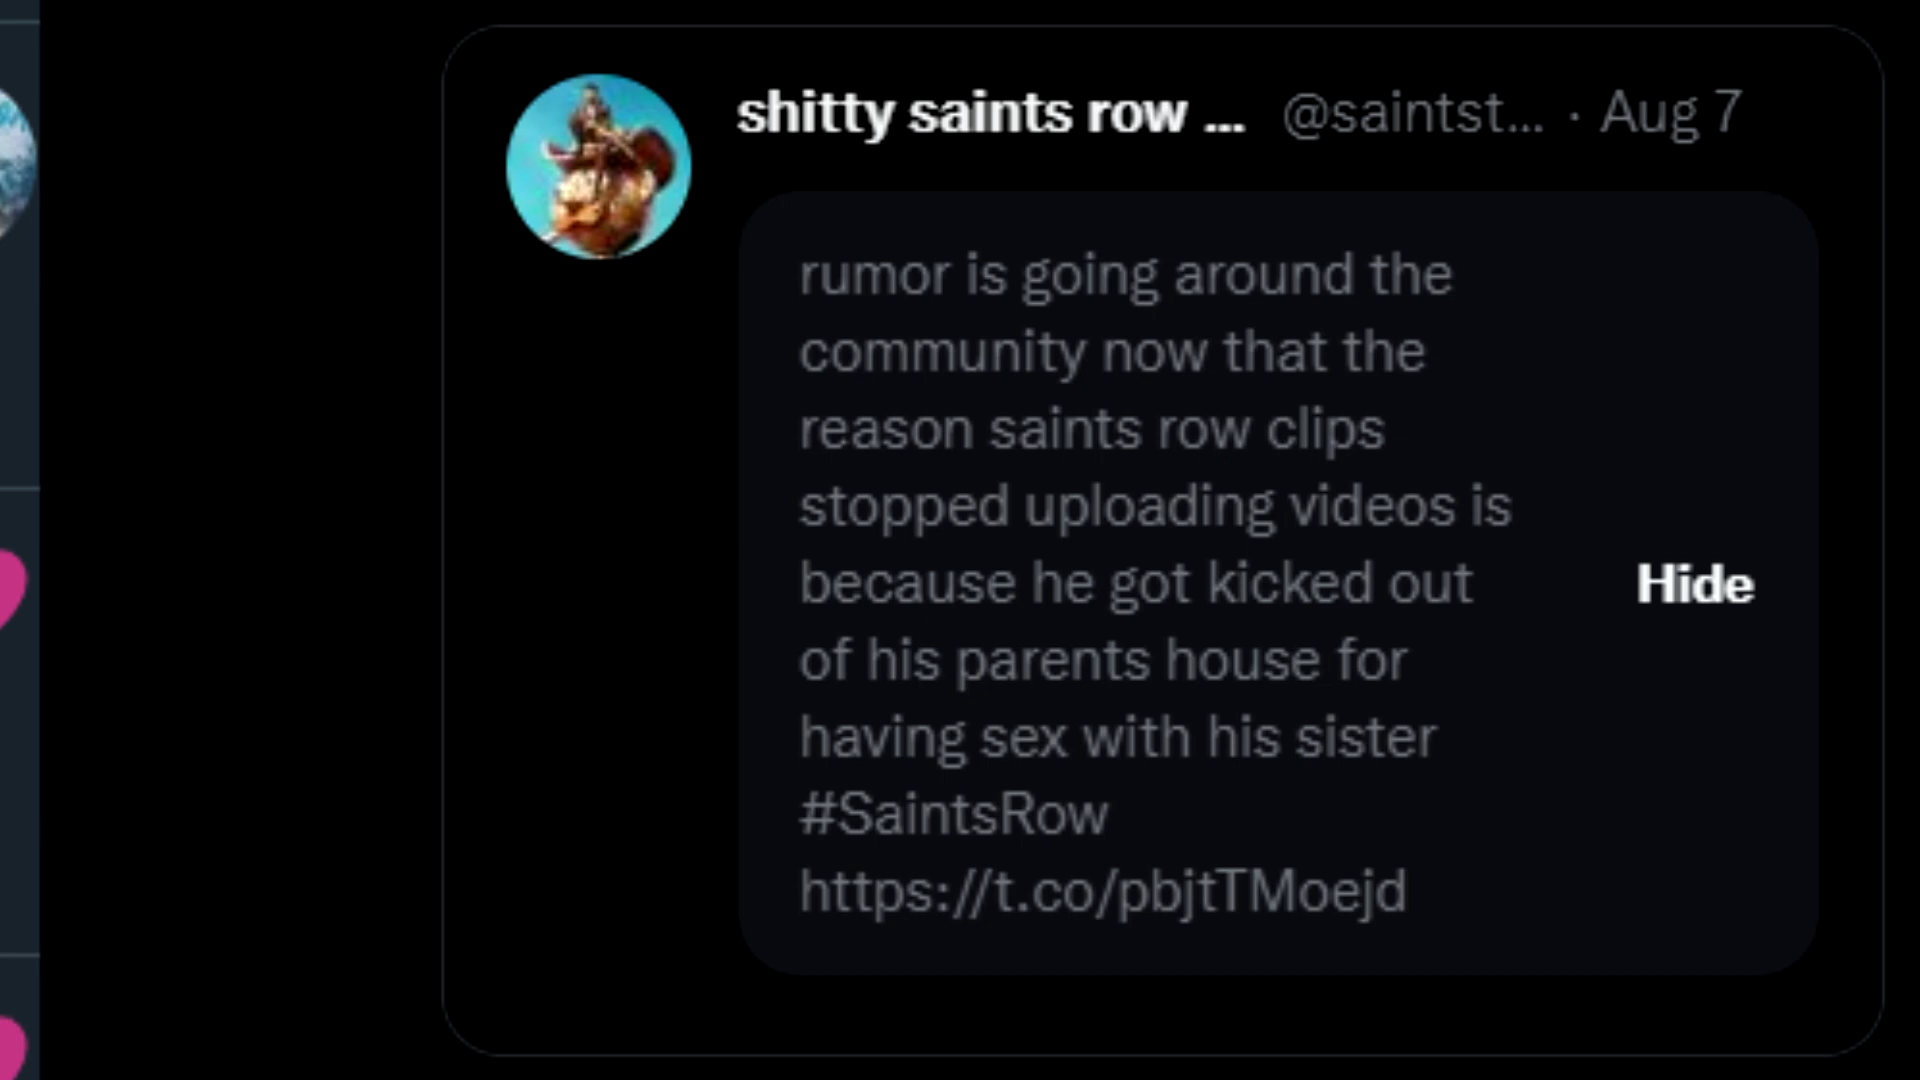 shitty saints row ... @saintst... · Aug 7
rumor is going around the
community now that the
reason saints row clips
stopped uploading videos is
because he got kicked out
Hide
of his parents house for
having sex with his sister
#SaintsRow
https://t.co/pbjtTMoejd